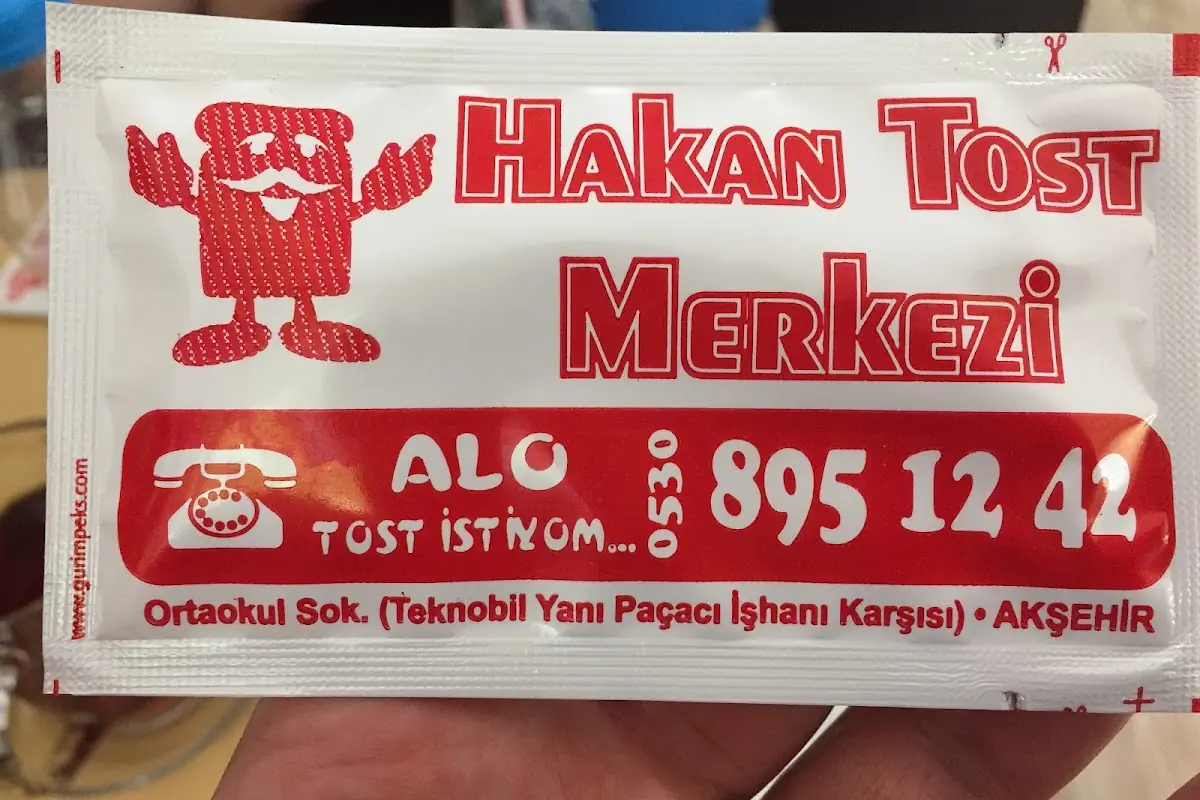 HAKAN TOST
MERKEZİ
ALO
TOST İSTİYOM...
0530
895 12 42
Ortaokul Sok. (Teknobil Yanı Paçacı İşhanı Karşısı) • AKŞEHİR
www.gurimpeks.com